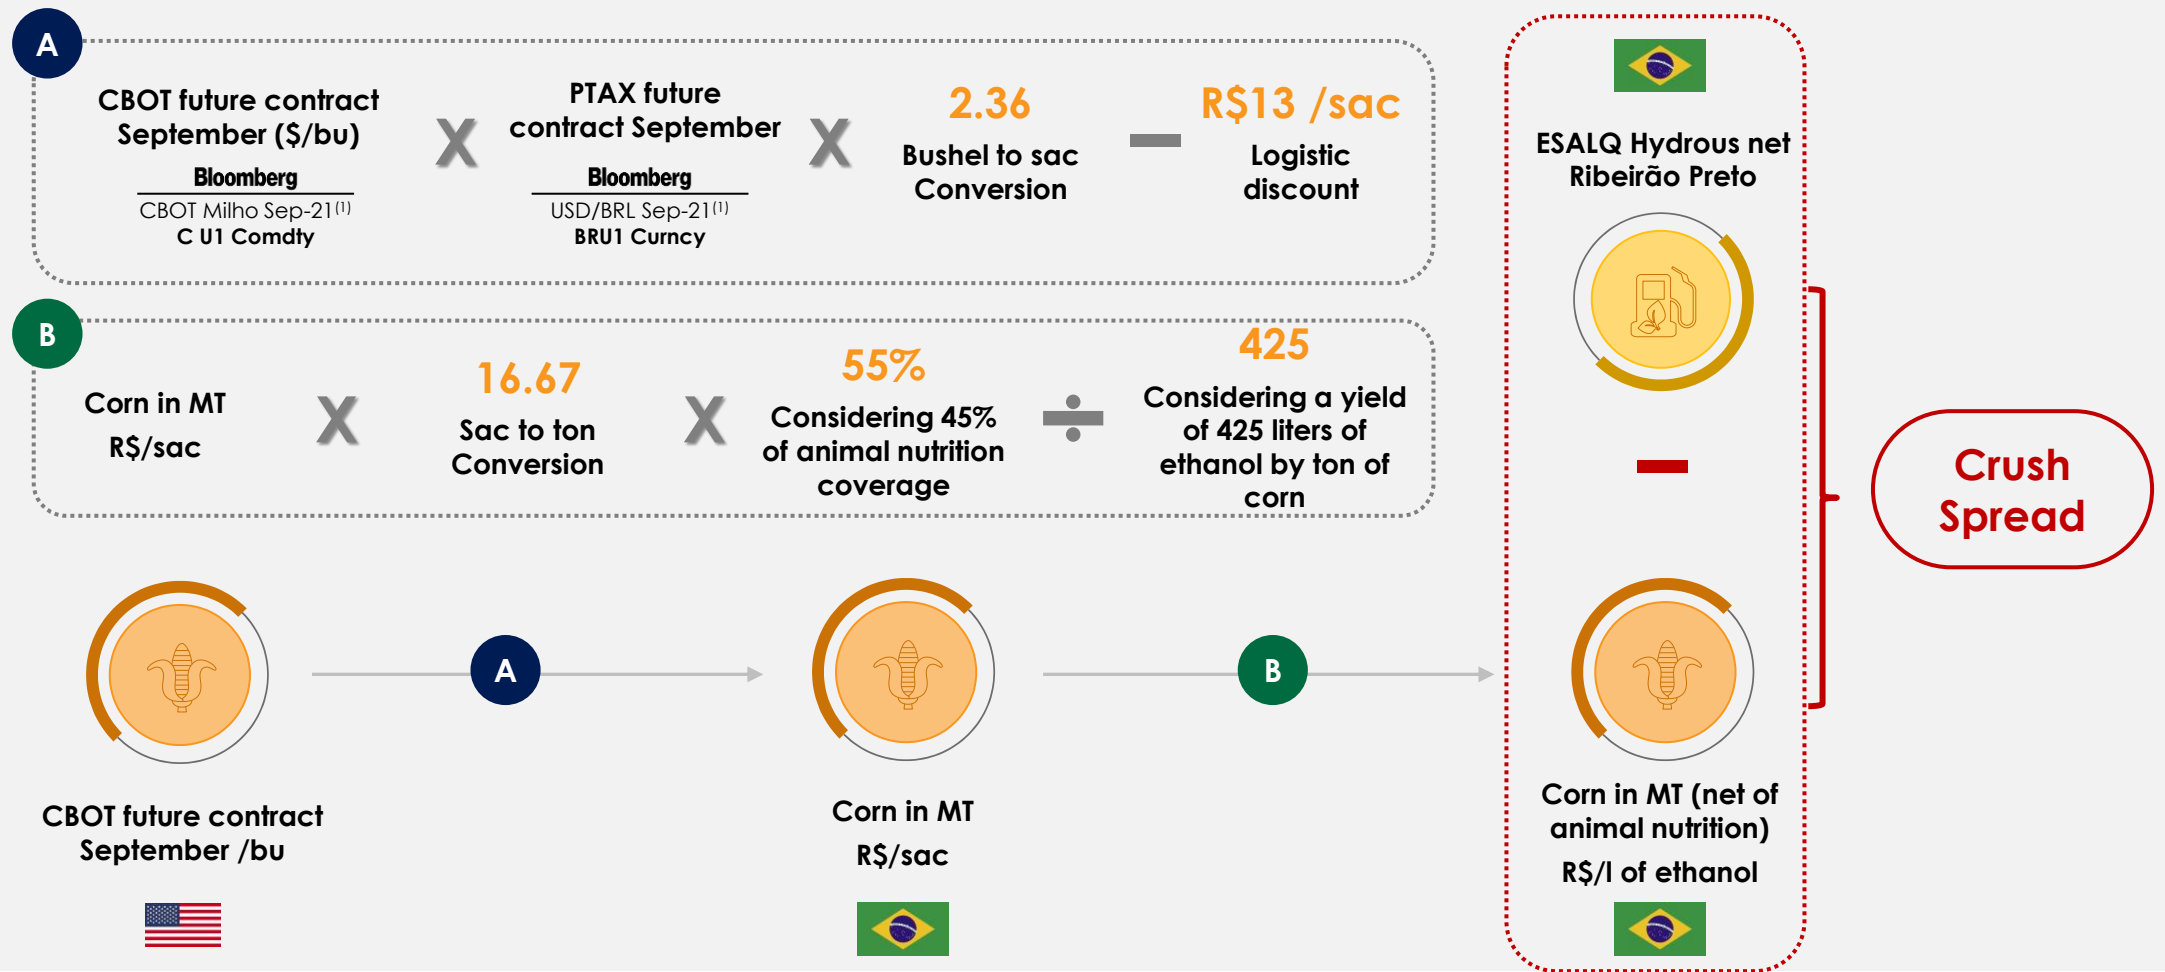 A
CBOT future contract
September ($/bu)
Bloomberg
CBOT Milho Sep-21(1)
C U1 Comdty
X
PTAX future
contract September
Bloomberg
USD/BRL Sep-21(1)
BRU1 Curncy
X
2.36
Bushel to sac
Conversion
R$13 /sac
Logistic
discount
B
Corn in MT
R$/sac
X
16.67
Sac to ton
Conversion
X
55%
Considering 45%
of animal nutrition
coverage
÷
425
Considering a yield
of 425 liters of
ethanol by ton of
corn
ESALQ Hydrous net
Ribeirão Preto
Crush
Spread
A
B
CBOT future contract
September /bu
Corn in MT
R$/sac
Corn in MT (net of
animal nutrition)
R$/l of ethanol